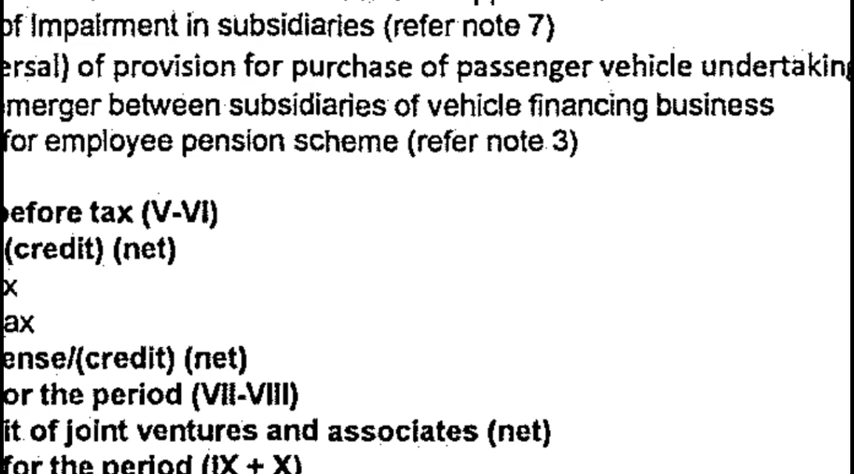 of Impairment in subsidiaries (refer note 7)
ersal) of provision for purchase of passenger vehicle undertaking
merger between subsidiaries of vehicle financing business
for employee pension scheme (refer note 3)
before tax (V-VI)
(credit) (net)
x
ax
ense/(credit) (net)
or the period (VII-VIII)
it of joint ventures and associates (net)
for the period (IX + X)